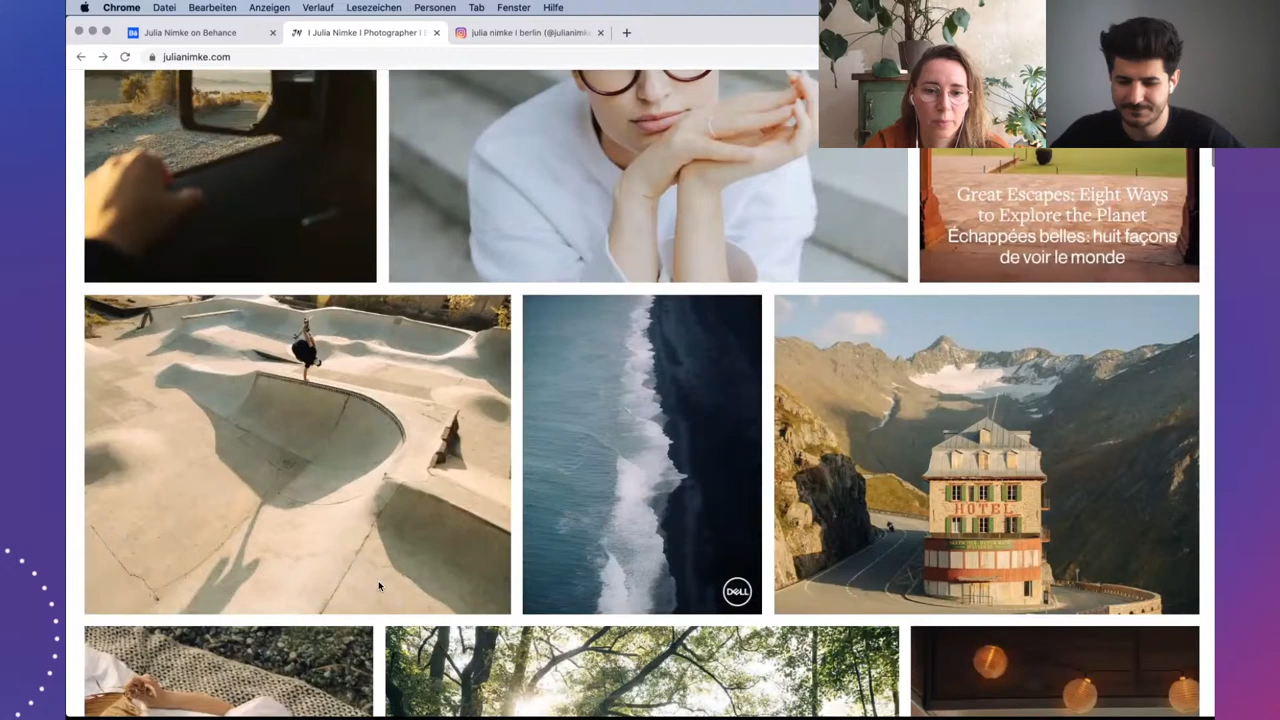 Chrome Datei Bearbeiten Anzeigen Verlauf Lesezeichen Personen Tab Fenster Hilfe
Bē Julia Nimke on Behance
JN I Julia Nimke I Photographer I
julia nimke I berlin (@julianimk
julianimke.com
Great Escapes: Eight Ways
to Explore the Planet
Échappées belles: huit façons
de voir le monde
DELL
HOTEL